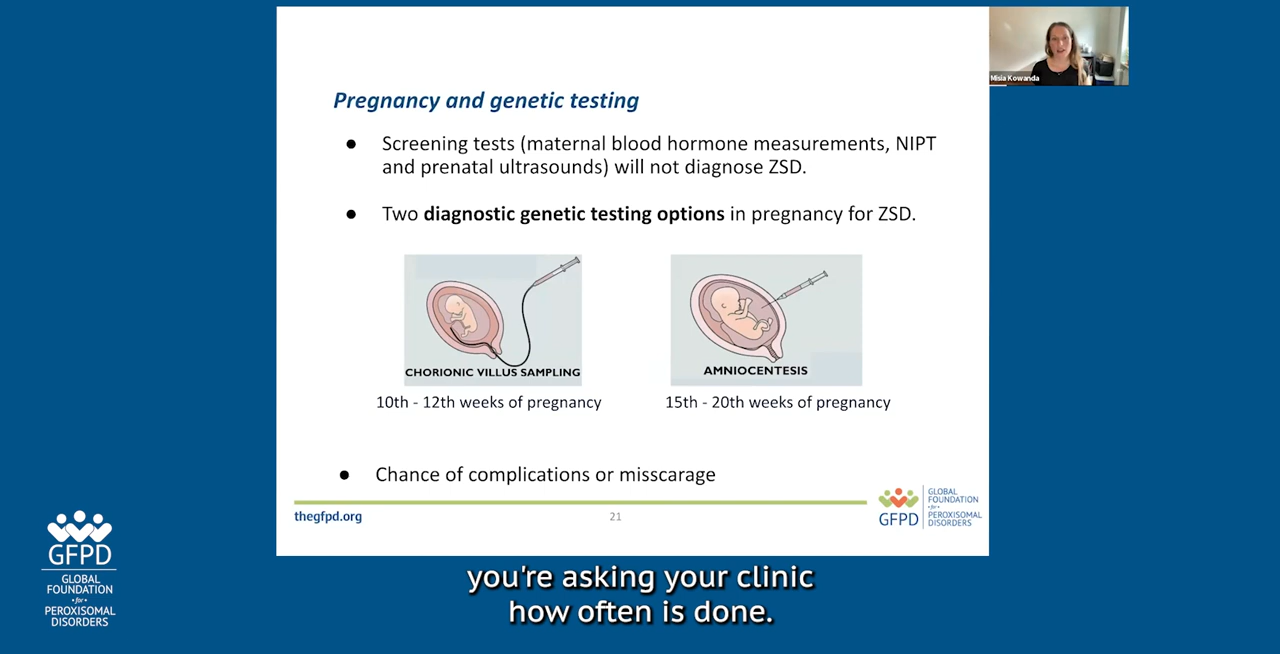 Misia Kowanda
Pregnancy and genetic testing
● Screening tests (maternal blood hormone measurements, NIPT
and prenatal ultrasounds) will not diagnose ZSD.
● Two diagnostic genetic testing options in pregnancy for ZSD.
CHORIONIC VILLUS SAMPLING
AMNIOCENTESIS
10th - 12th weeks of pregnancy
15th - 20th weeks of pregnancy
● Chance of complications or misscarage
thegfpd.org
21
GFPD
GLOBAL
FOUNDATION
for
PEROXISOMAL
DISORDERS
GFPD
GLOBAL
FOUNDATION
for
PEROXISOMAL
DISORDERS
you're asking your clinic
how often is done.